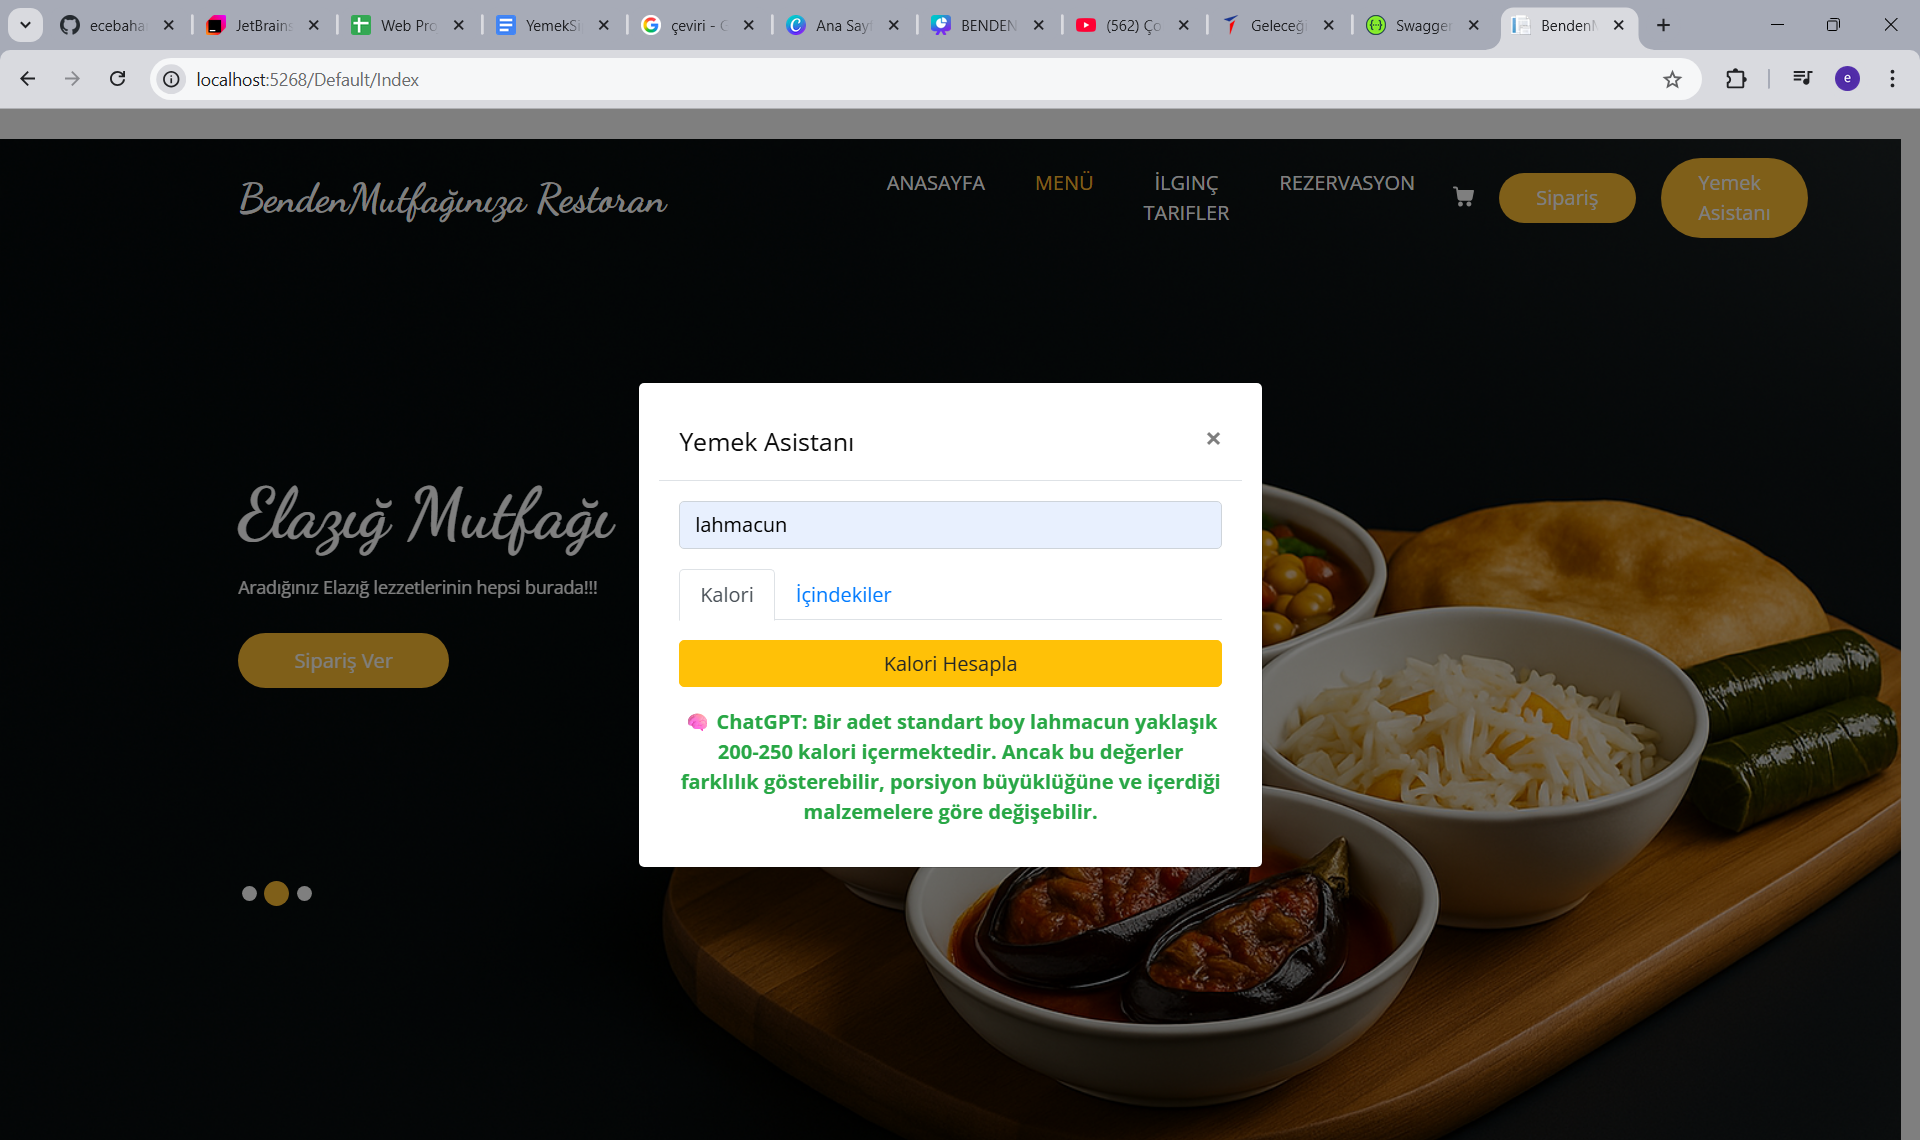 ecebaha
JetBrains
Web Pro
YemekSi
çeviri - G
Ana Sayf
BENDEN
(562) Ço
Geleceği
Swagger
BendenM
localhost:5268/Default/Index
e
BendenMutfağınıza Restoran
ANASAYFA
MENÜ
İLGINÇ
TARIFLER
REZERVASYON
Sipariş
Yemek
Asistanı
Elazığ Mutfağı
Aradığınız Elazığ lezzetlerinin hepsi burada!!!
Sipariş Ver
Yemek Asistanı
×
lahmacun
Kalori
İçindekiler
Kalori Hesapla
🧠 ChatGPT: Bir adet standart boy lahmacun yaklaşık
200-250 kalori içermektedir. Ancak bu değerler
farklılık gösterebilir, porsiyon büyüklüğüne ve içerdiği
malzemelere göre değişebilir.